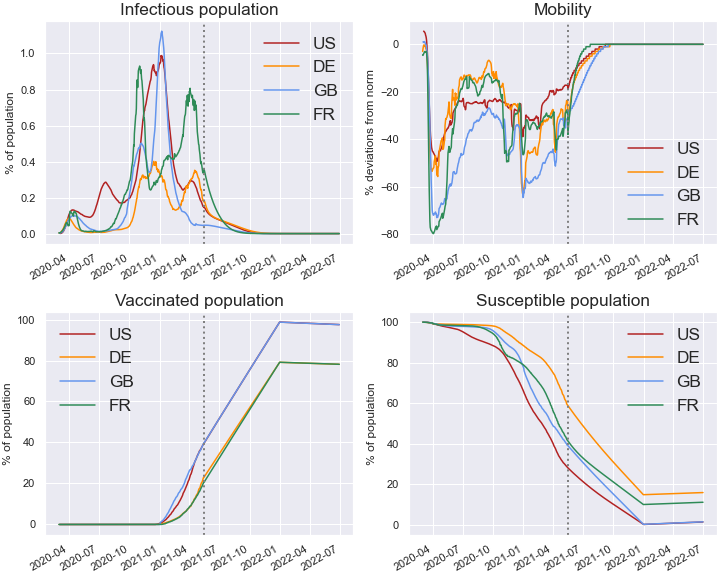 Infectious population
% of population
1.0
0.8
0.6
0.4
0.2
0.0
US
DE
GB
FR
2020-04
2020-07
2020-10
2021-01
2021-04
2021-07
2021-10
2022-01
2022-04
2022-07
Mobility
% deviations from norm
0
−20
−40
−60
−80
US
DE
GB
FR
2020-04
2020-07
2020-10
2021-01
2021-04
2021-07
2021-10
2022-01
2022-04
2022-07
Vaccinated population
% of population
100
80
60
40
20
0
US
DE
GB
FR
2020-04
2020-07
2020-10
2021-01
2021-04
2021-07
2021-10
2022-01
2022-04
2022-07
Susceptible population
% of population
100
80
60
40
20
0
US
DE
GB
FR
2020-04
2020-07
2020-10
2021-01
2021-04
2021-07
2021-10
2022-01
2022-04
2022-07